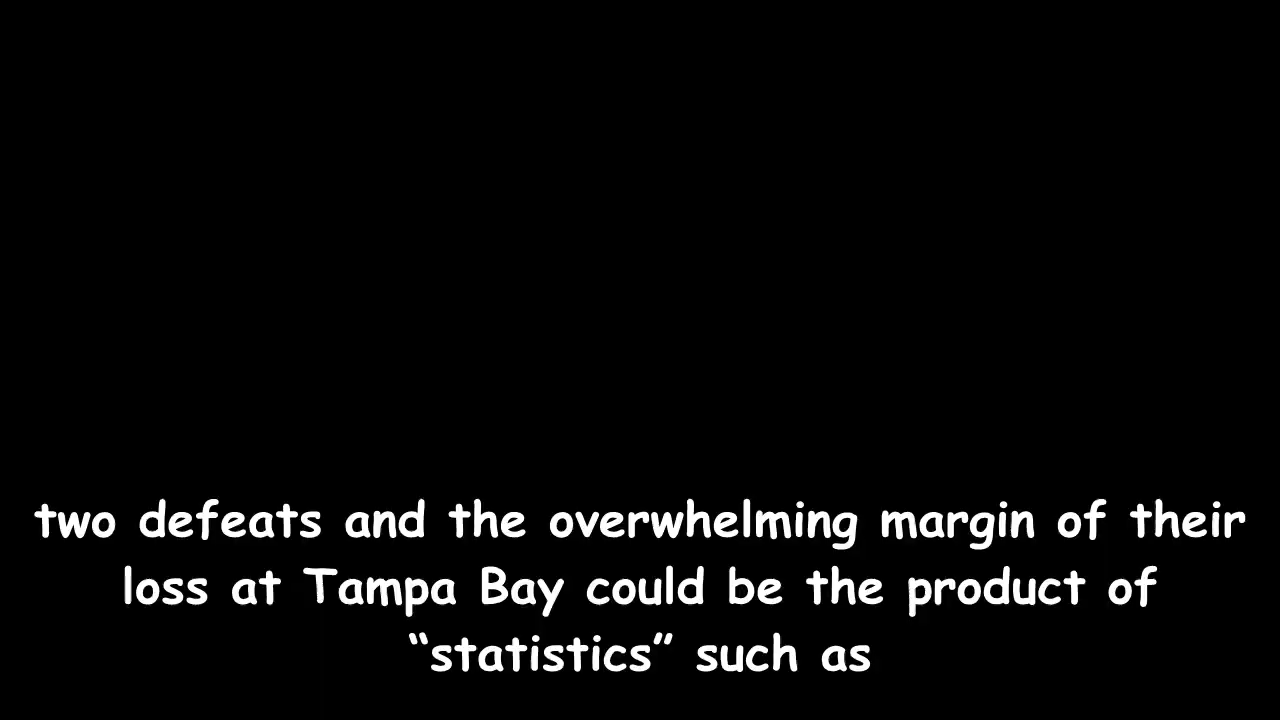 two defeats and the overwhelming margin of their
loss at Tampa Bay could be the product of
“statistics” such as